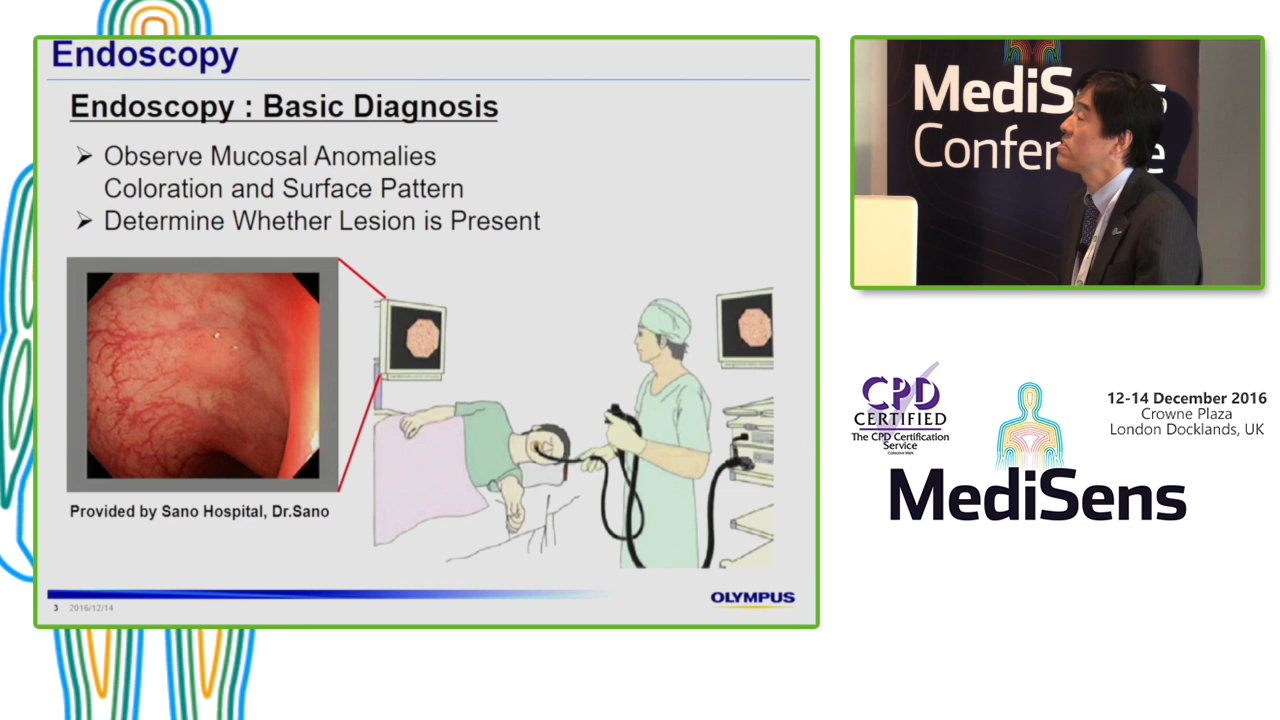 Endoscopy
Endoscopy : Basic Diagnosis
Observe Mucosal Anomalies
Coloration and Surface Pattern
Determine Whether Lesion is Present
Provided by Sano Hospital, Dr.Sano
3 2016/12/14
OLYMPUS
MediS s
Confer e
CPD
CERTIFIED
The CPD Certification
Service
Collective Mark
12-14 December 2016
Crowne Plaza
London Docklands, UK
MediSens